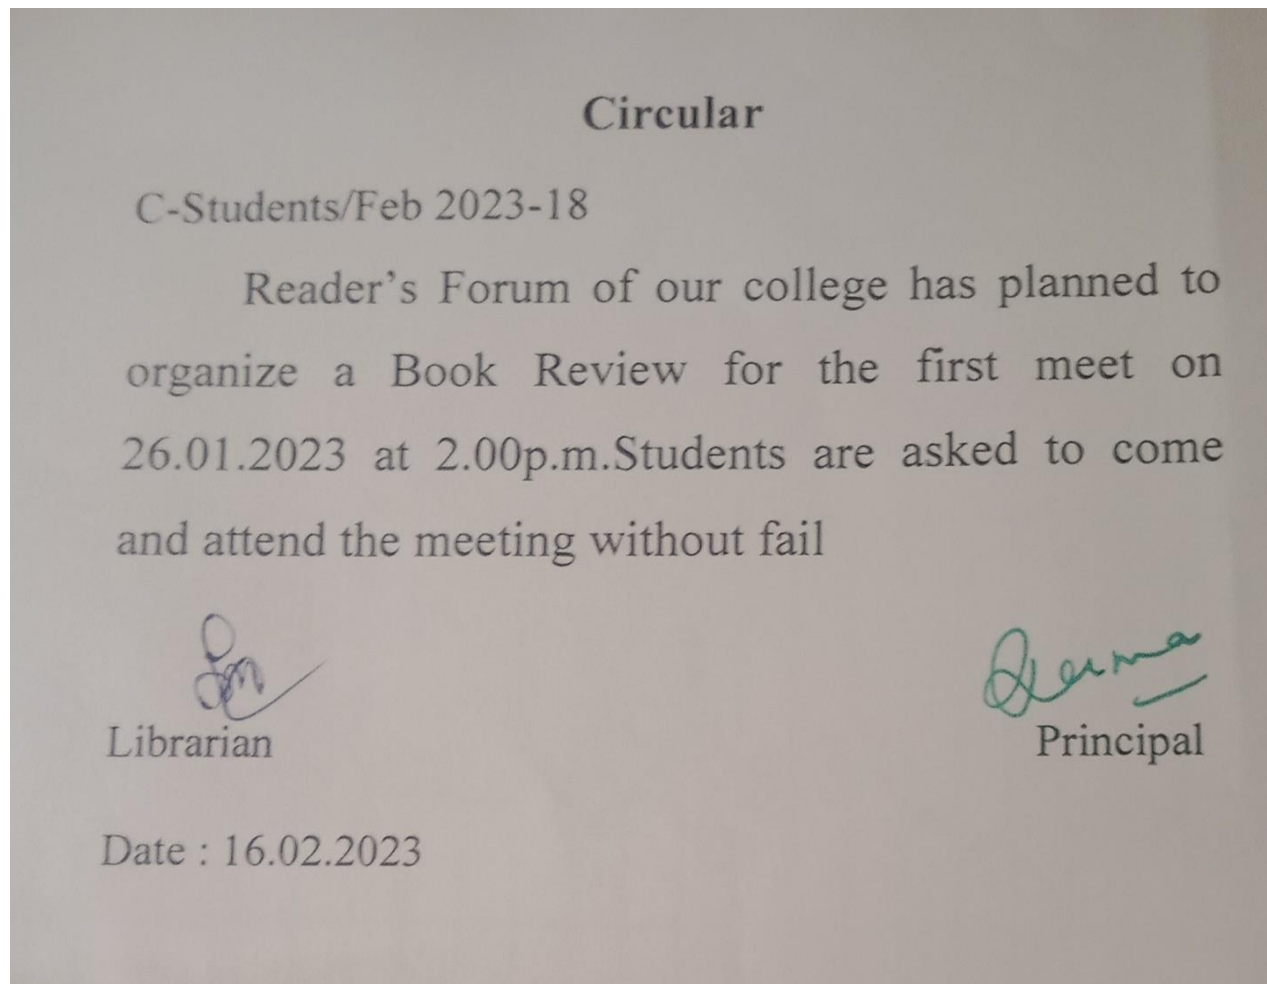 Circular
C-Students/Feb 2023-18
Reader's Forum of our college has planned to
organize a Book Review for the first meet on
26.01.2023 at 2.00p.m.Students are asked to come
and attend the meeting without fail
Librarian
Principal
Date : 16.02.2023